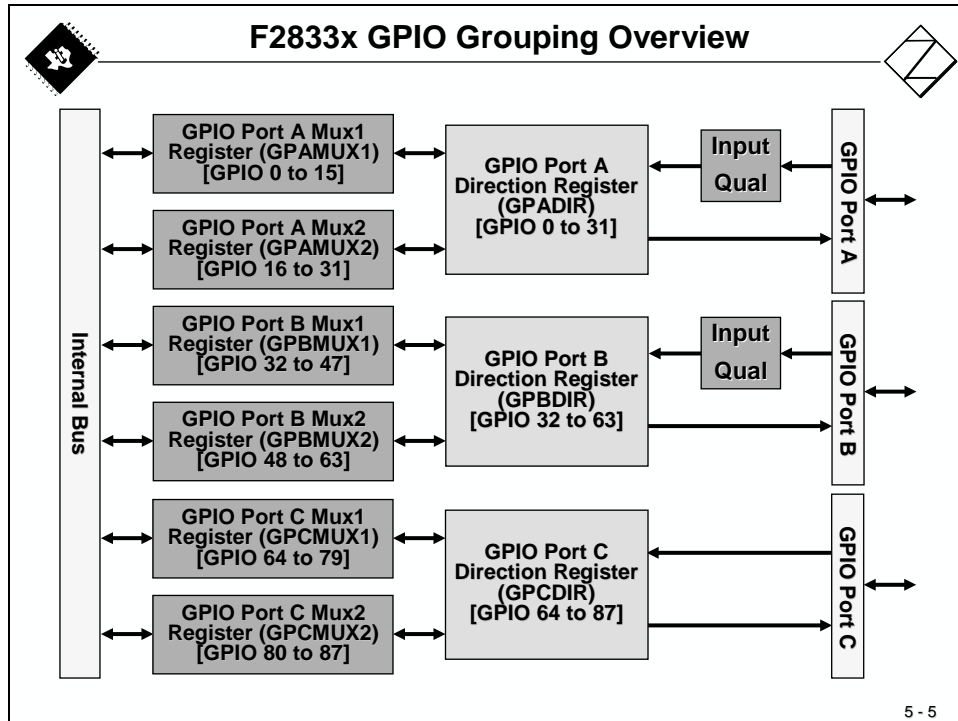 F2833x GPIO Grouping Overview
Internal Bus
GPIO Port A Mux1
Register (GPAMUX1)
[GPIO 0 to 15]
GPIO Port A Mux2
Register (GPAMUX2)
[GPIO 16 to 31]
GPIO Port A
Direction Register
(GPADIR)
[GPIO 0 to 31]
Input
Qual
GPIO Port A
GPIO Port B Mux1
Register (GPBMUX1)
[GPIO 32 to 47]
GPIO Port B Mux2
Register (GPBMUX2)
[GPIO 48 to 63]
GPIO Port B
Direction Register
(GPBDIR)
[GPIO 32 to 63]
Input
Qual
GPIO Port B
GPIO Port C Mux1
Register (GPCMUX1)
[GPIO 64 to 79]
GPIO Port C Mux2
Register (GPCMUX2)
[GPIO 80 to 87]
GPIO Port C
Direction Register
(GPCDIR)
[GPIO 64 to 87]
GPIO Port C
5 - 5